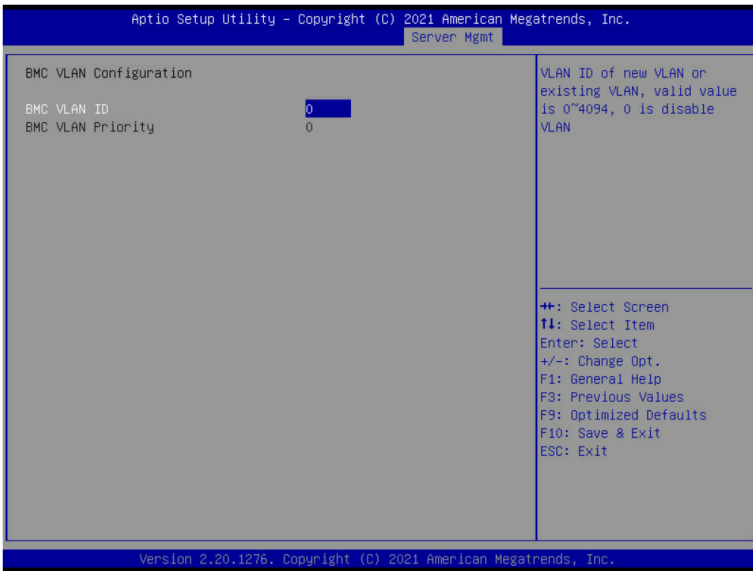 Aptio Setup Utility – Copyright (C) 2021 American Megatrends, Inc.
Server Mgmt
BMC VLAN Configuration
BMC VLAN ID 0
BMC VLAN Priority 0
VLAN ID of new VLAN or
existing VLAN, valid value
is 0~4094, 0 is disable
VLAN
→←: Select Screen
↑↓: Select Item
Enter: Select
+/-: Change Opt.
F1: General Help
F3: Previous Values
F9: Optimized Defaults
F10: Save & Exit
ESC: Exit
Version 2.20.1276. Copyright (C) 2021 American Megatrends, Inc.